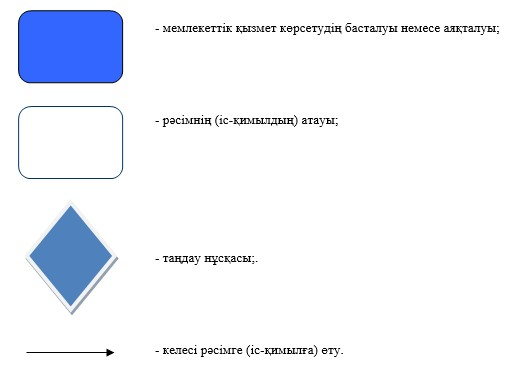 - мемлекеттік қызмет көрсетудің басталуы немесе аяқталуы;
- рәсімнің (іс-қимылдың) атауы;
- таңдау нұсқасы;.
- келесі рәсімге (іс-қимылға) өту.